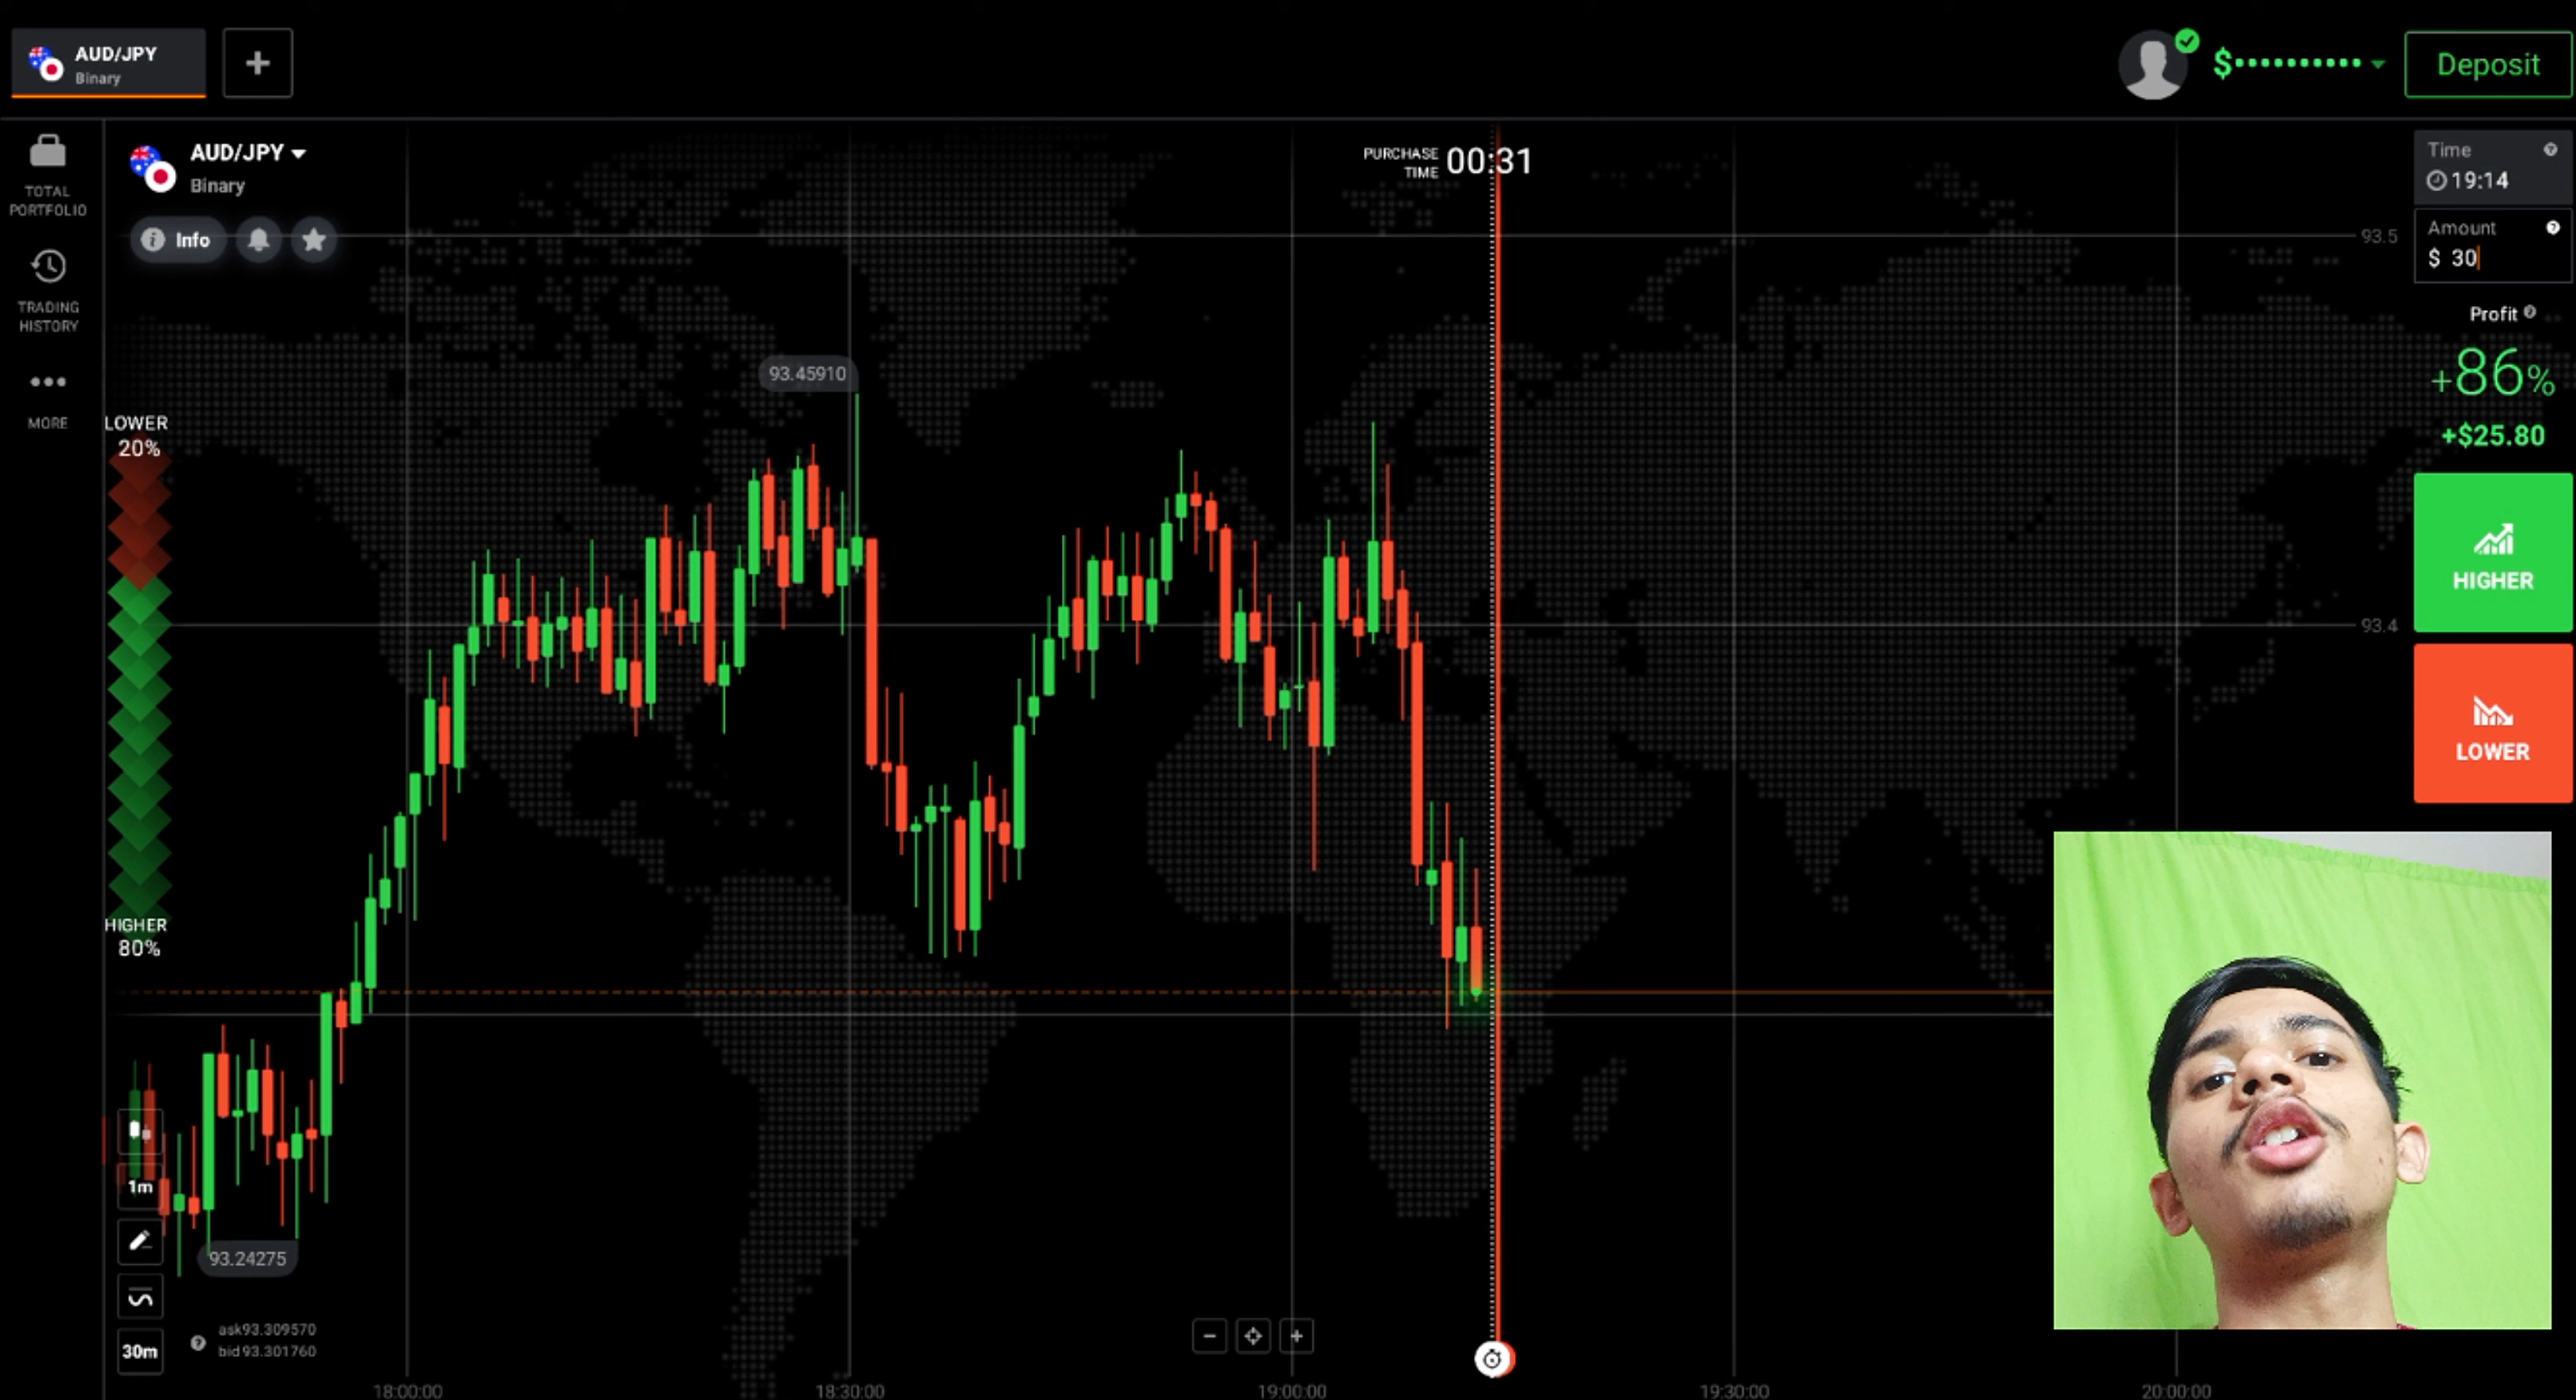 AUD/JPY
Binary
+
$
Deposit
TOTAL
PORTFOLIO
TRADING
HISTORY
MORE
AUD/JPY
Binary
Info
PURCHASE
TIME
00:31
Time
19:14
Amount
$ 30
Profit
+86%
+$25.80
HIGHER
LOWER
93.5
93.4
93.45910
LOWER
20%
HIGHER
80%
1m
93.24275
30m
ask93.309570
bid 93.301760
18:00:00
18:30:00
19:00:00
19:30:00
20:00:00